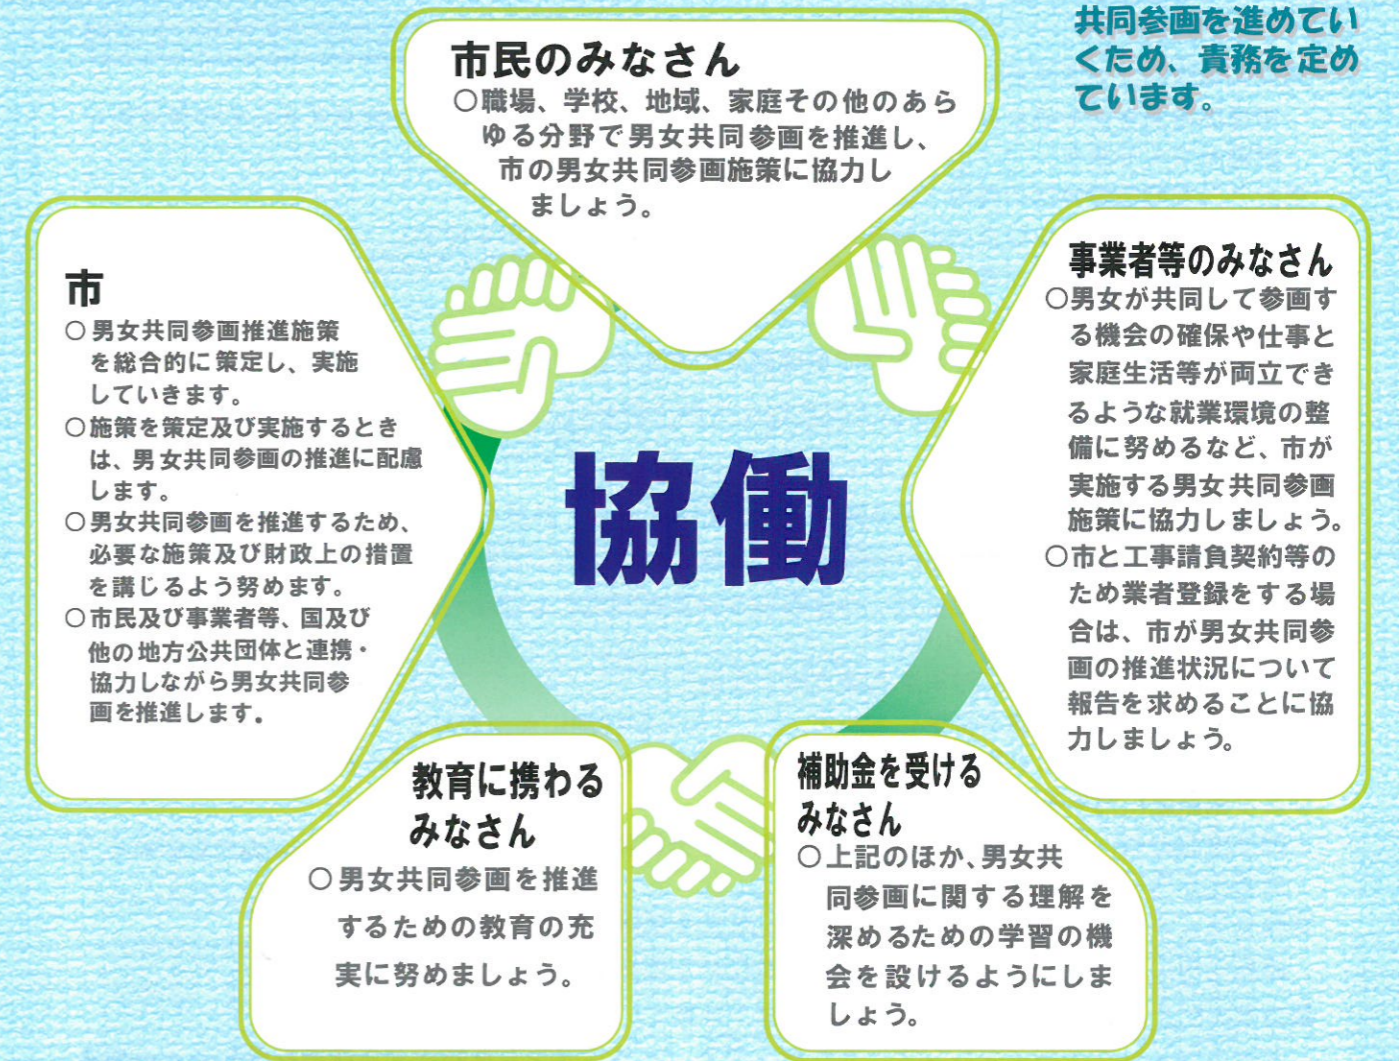 共同参画を進めてい
くため、責務を定め
ています。
市民のみなさん
○職場、学校、地域、家庭その他のあら
ゆる分野で男女共同参画を推進し、
市の男女共同参画施策に協力し
ましょう。
市
○男女共同参画推進施策
を総合的に策定し、実施
していきます。
○施策を策定及び実施するとき
は、男女共同参画の推進に配慮
します。
○男女共同参画を推進するため、
必要な施策及び財政上の措置
を講じるよう努めます。
○市民及び事業者等、国及び
他の地方公共団体と連携・
協力しながら男女共同参
画を推進します。
協働
事業者等のみなさん
○男女が共同して参画す
る機会の確保や仕事と
家庭生活等が両立でき
るような就業環境の整
備に努めるなど、市が
実施する男女共同参画
施策に協力しましょう。
○市と工事請負契約等の
ため業者登録をする場
合は、市が男女共同参
画の推進状況について
報告を求めることに協
力しましょう。
教育に携わる
みなさん
○男女共同参画を推進
するための教育の充
実に努めましょう。
補助金を受ける
みなさん
○上記のほか、男女共
同参画に関する理解を
深めるための学習の機
会を設けるようにしま
しょう。